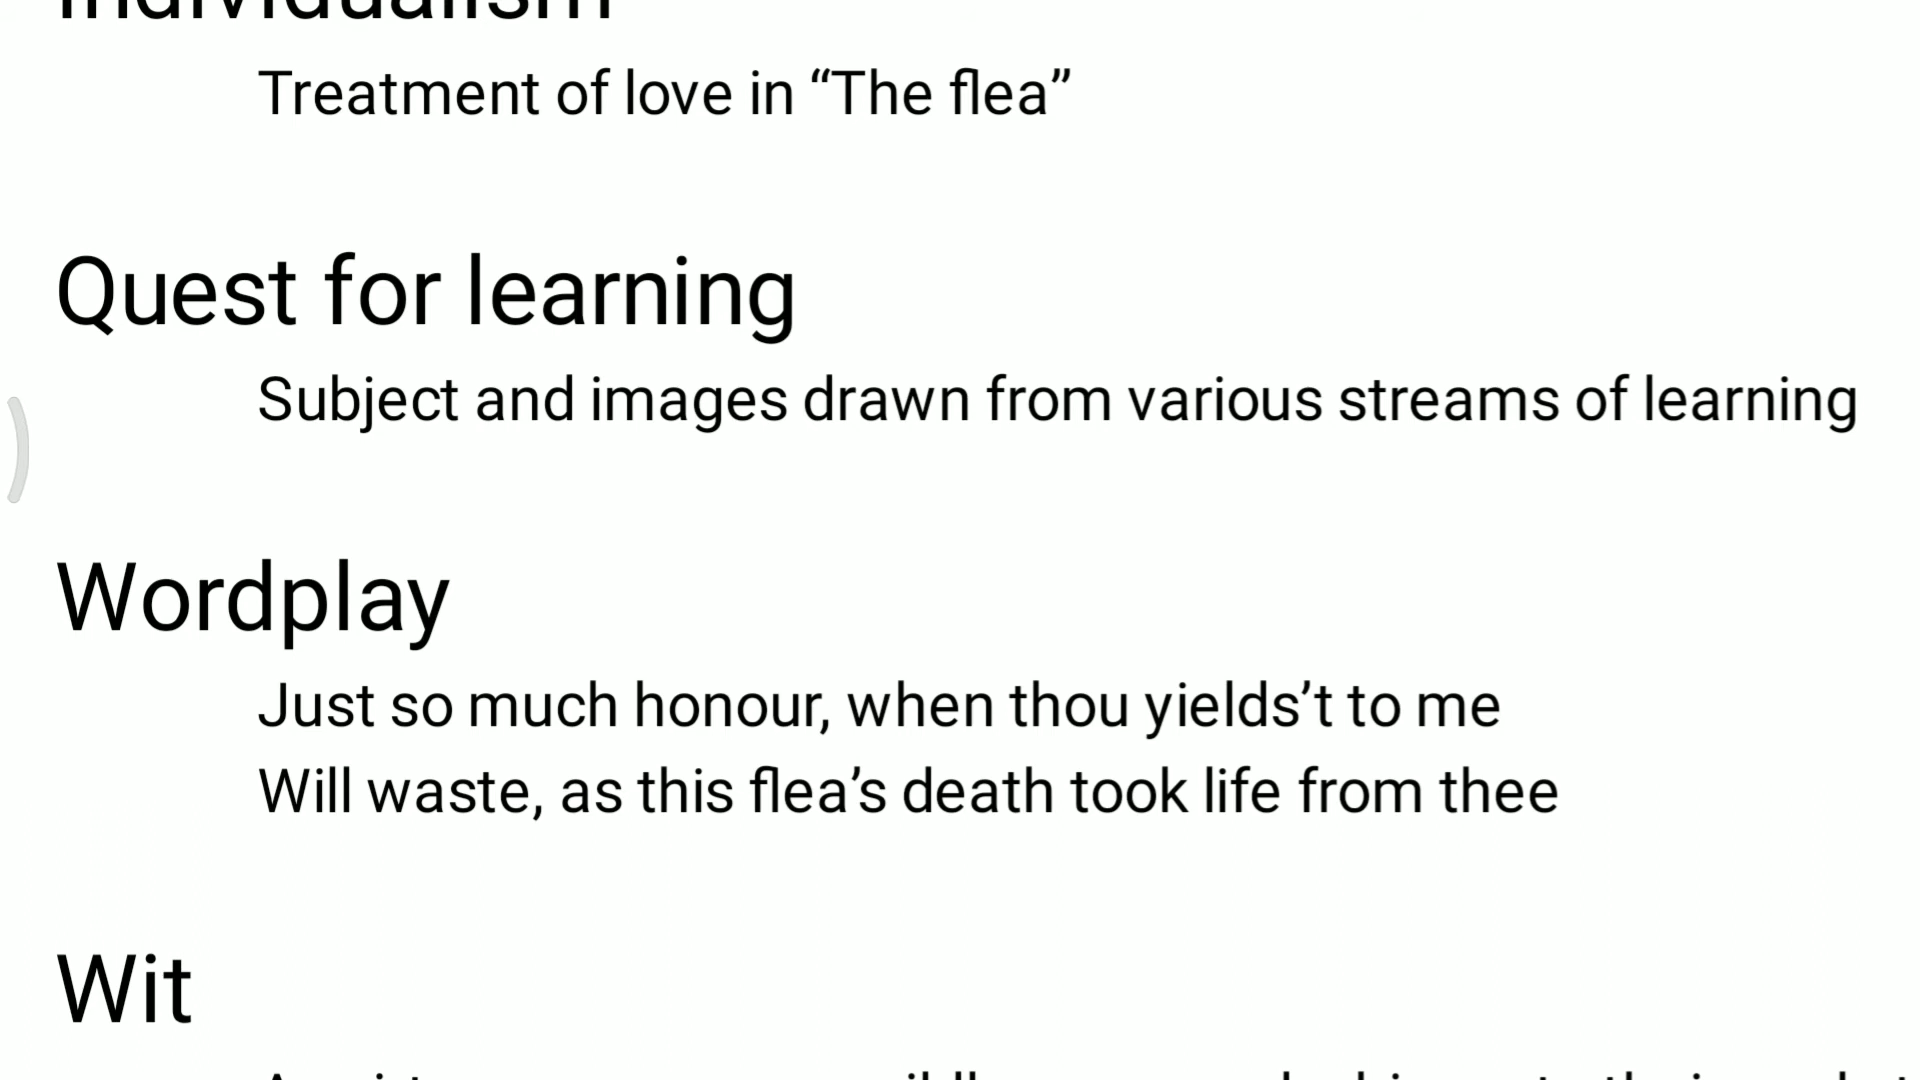 Individualism
Treatment of love in “The flea”
Quest for learning
Subject and images drawn from various streams of learning
Wordplay
Just so much honour, when thou yields’t to me
Will waste, as this flea’s death took life from thee
Wit